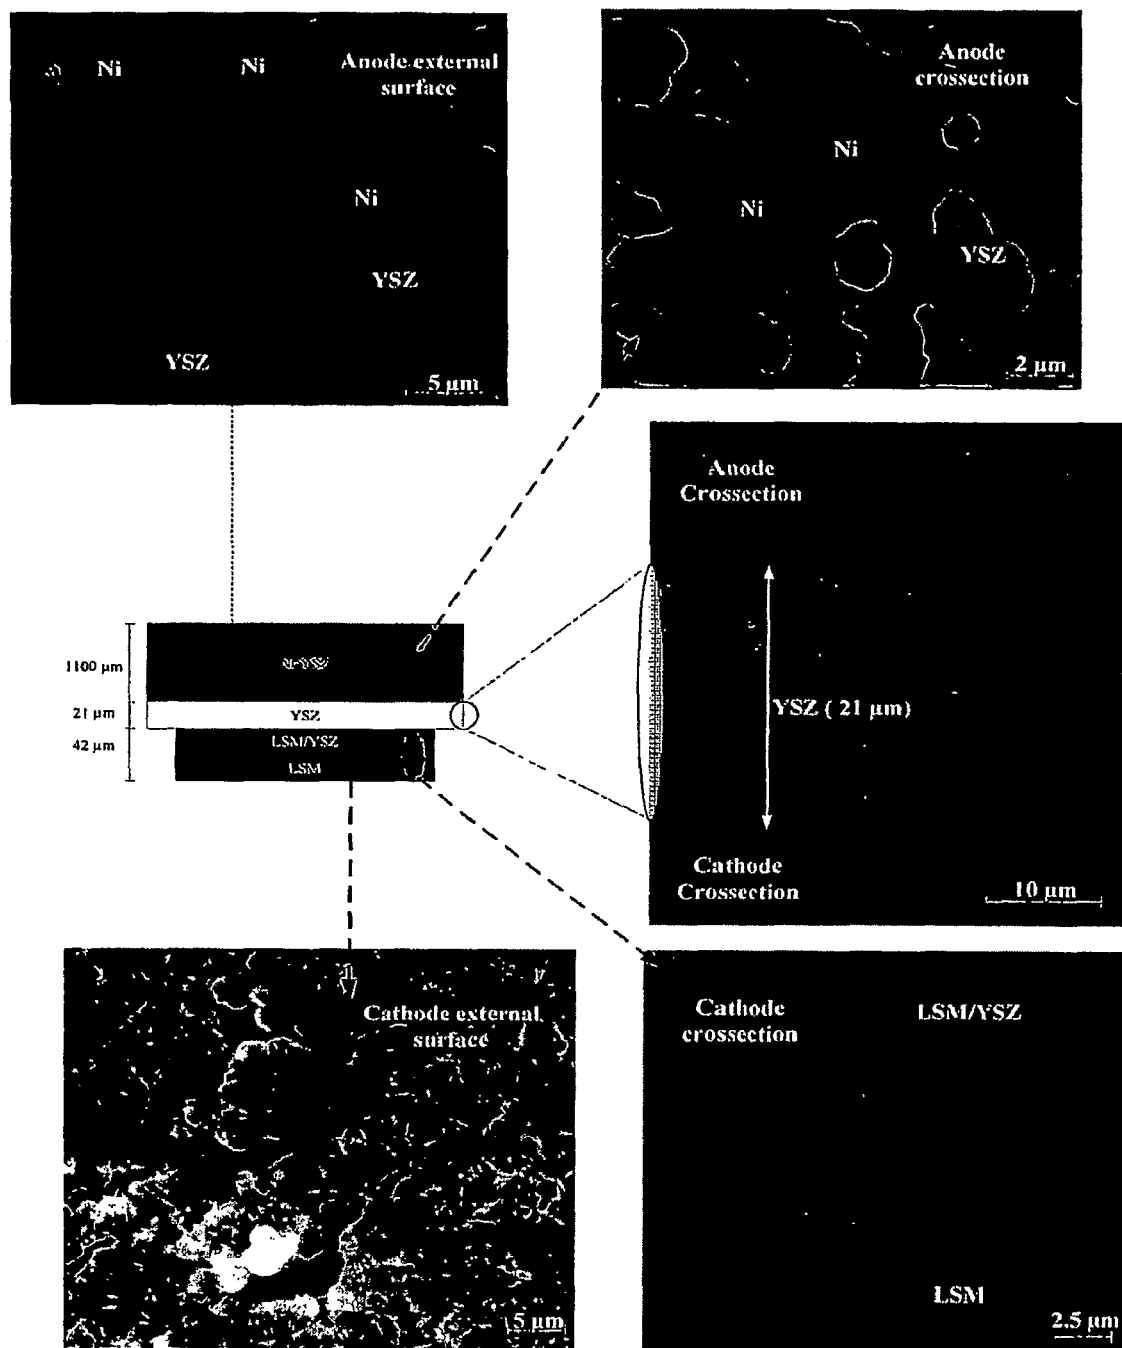 Ni
Ni
Anode external
surface
Ni
YSZ
YSZ
5 μm
Anode
crossection
Ni
Ni
YSZ
2 μm
Anode
Crossection
YSZ ( 21 μm)
Cathode
Crossection
10 μm
1100 μm
21 μm
YSZ
42 μm
LSM/YSZ
LSM
Cathode external
surface
5 μm
Cathode
crossection
LSM/YSZ
LSM
2.5 μm